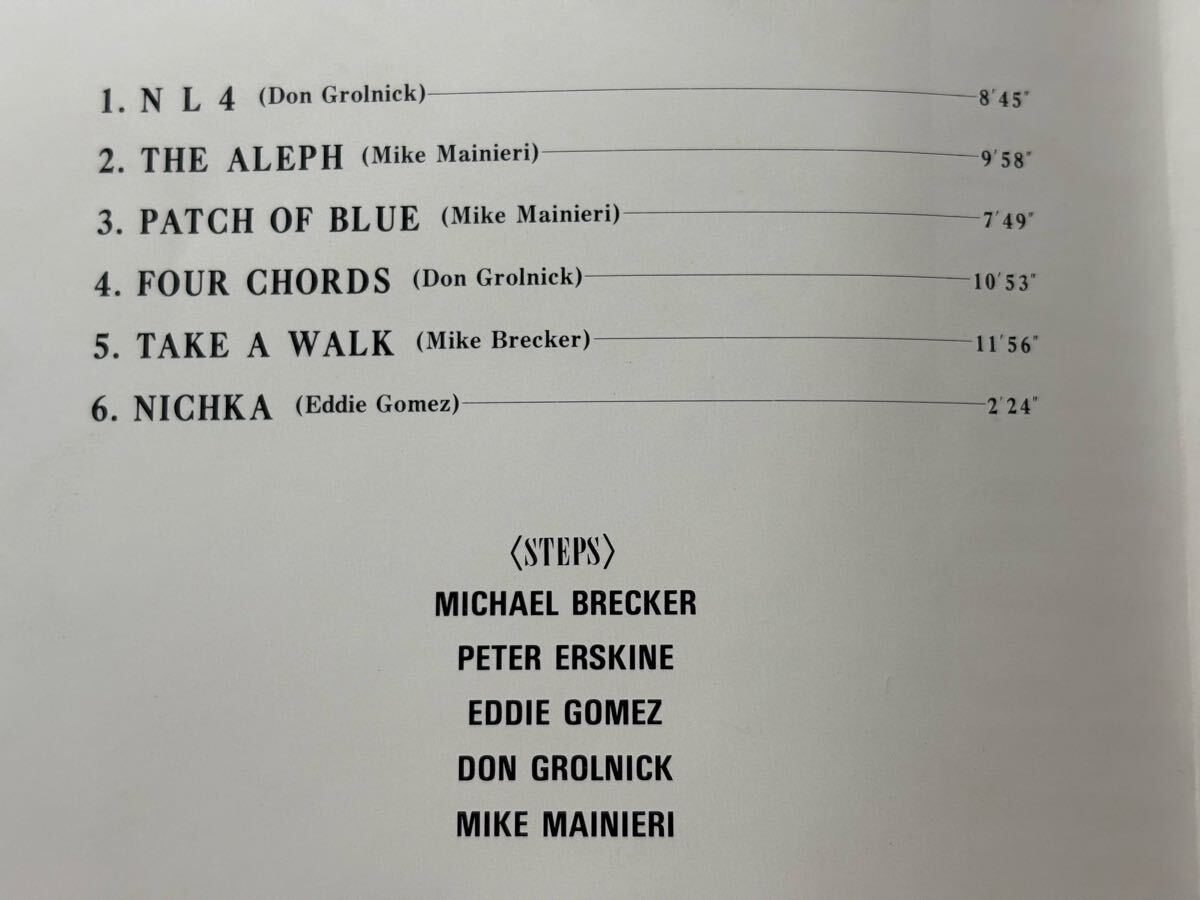 1. N L 4 (Don Grolnick) 8'45"
2. THE ALEPH (Mike Mainieri) 9'58"
3. PATCH OF BLUE (Mike Mainieri) 7'49"
4. FOUR CHORDS (Don Grolnick) 10'53"
5. TAKE A WALK (Mike Brecker) 11'56"
6. NICHKA (Eddie Gomez) 2'24"
〈STEPS〉
MICHAEL BRECKER
PETER ERSKINE
EDDIE GOMEZ
DON GROLNICK
MIKE MAINIERI